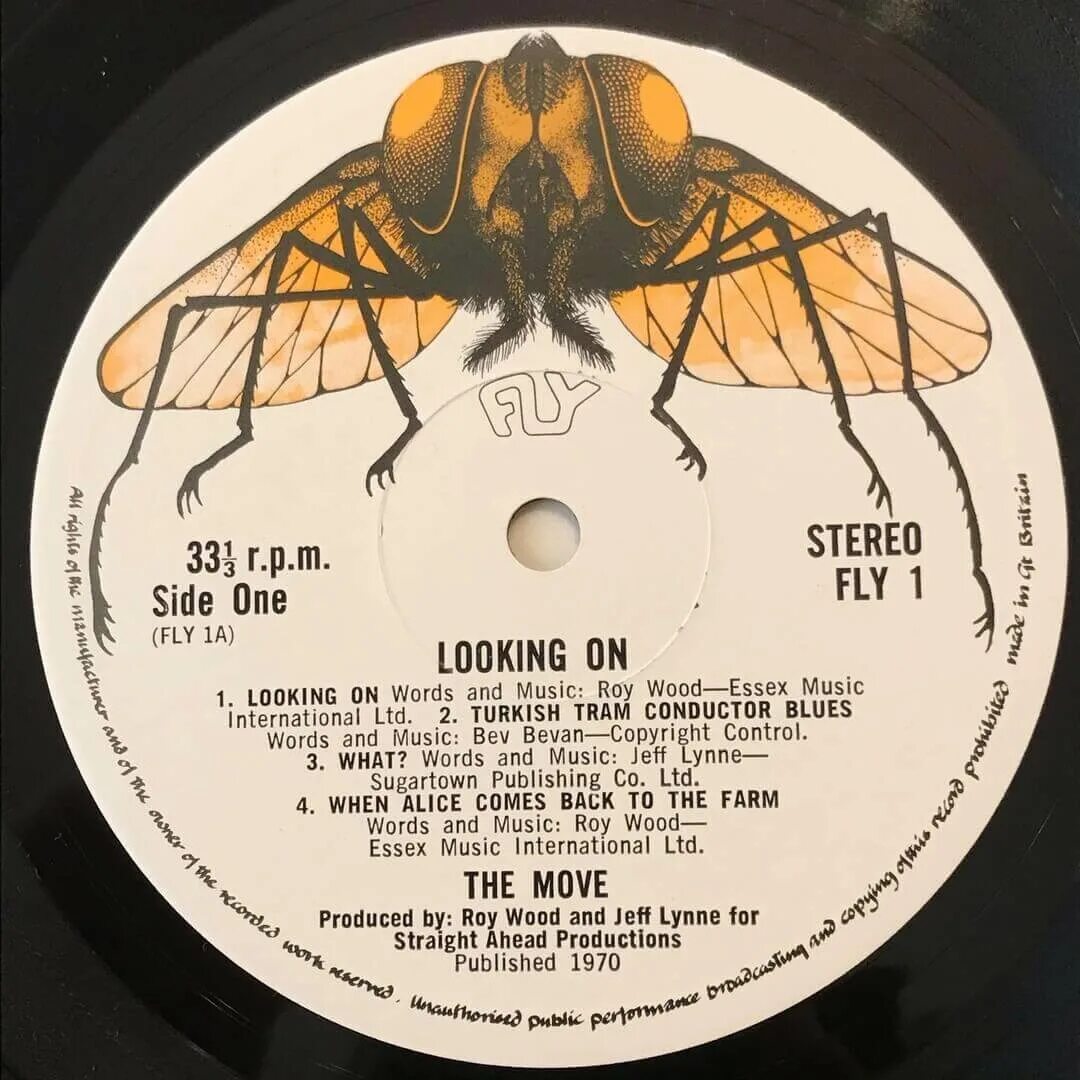 FLY
33⅓ r.p.m.
Side One
(FLY 1A)
STEREO
FLY 1
LOOKING ON
1. LOOKING ON Words and Music: Roy Wood—Essex Music
International Ltd. 2. TURKISH TRAM CONDUCTOR BLUES
Words and Music: Bev Bevan—Copyright Control.
3. WHAT? Words and Music: Jeff Lynne—
Sugartown Publishing Co. Ltd.
4. WHEN ALICE COMES BACK TO THE FARM
Words and Music: Roy Wood—
Essex Music International Ltd.
THE MOVE
Produced by: Roy Wood and Jeff Lynne for
Straight Ahead Productions
Published 1970
All rights of the manufacturer and of the owner of the recorded work reserved. Unauthorised public performance broadcasting and copying of this record prohibited made in Gt Britain